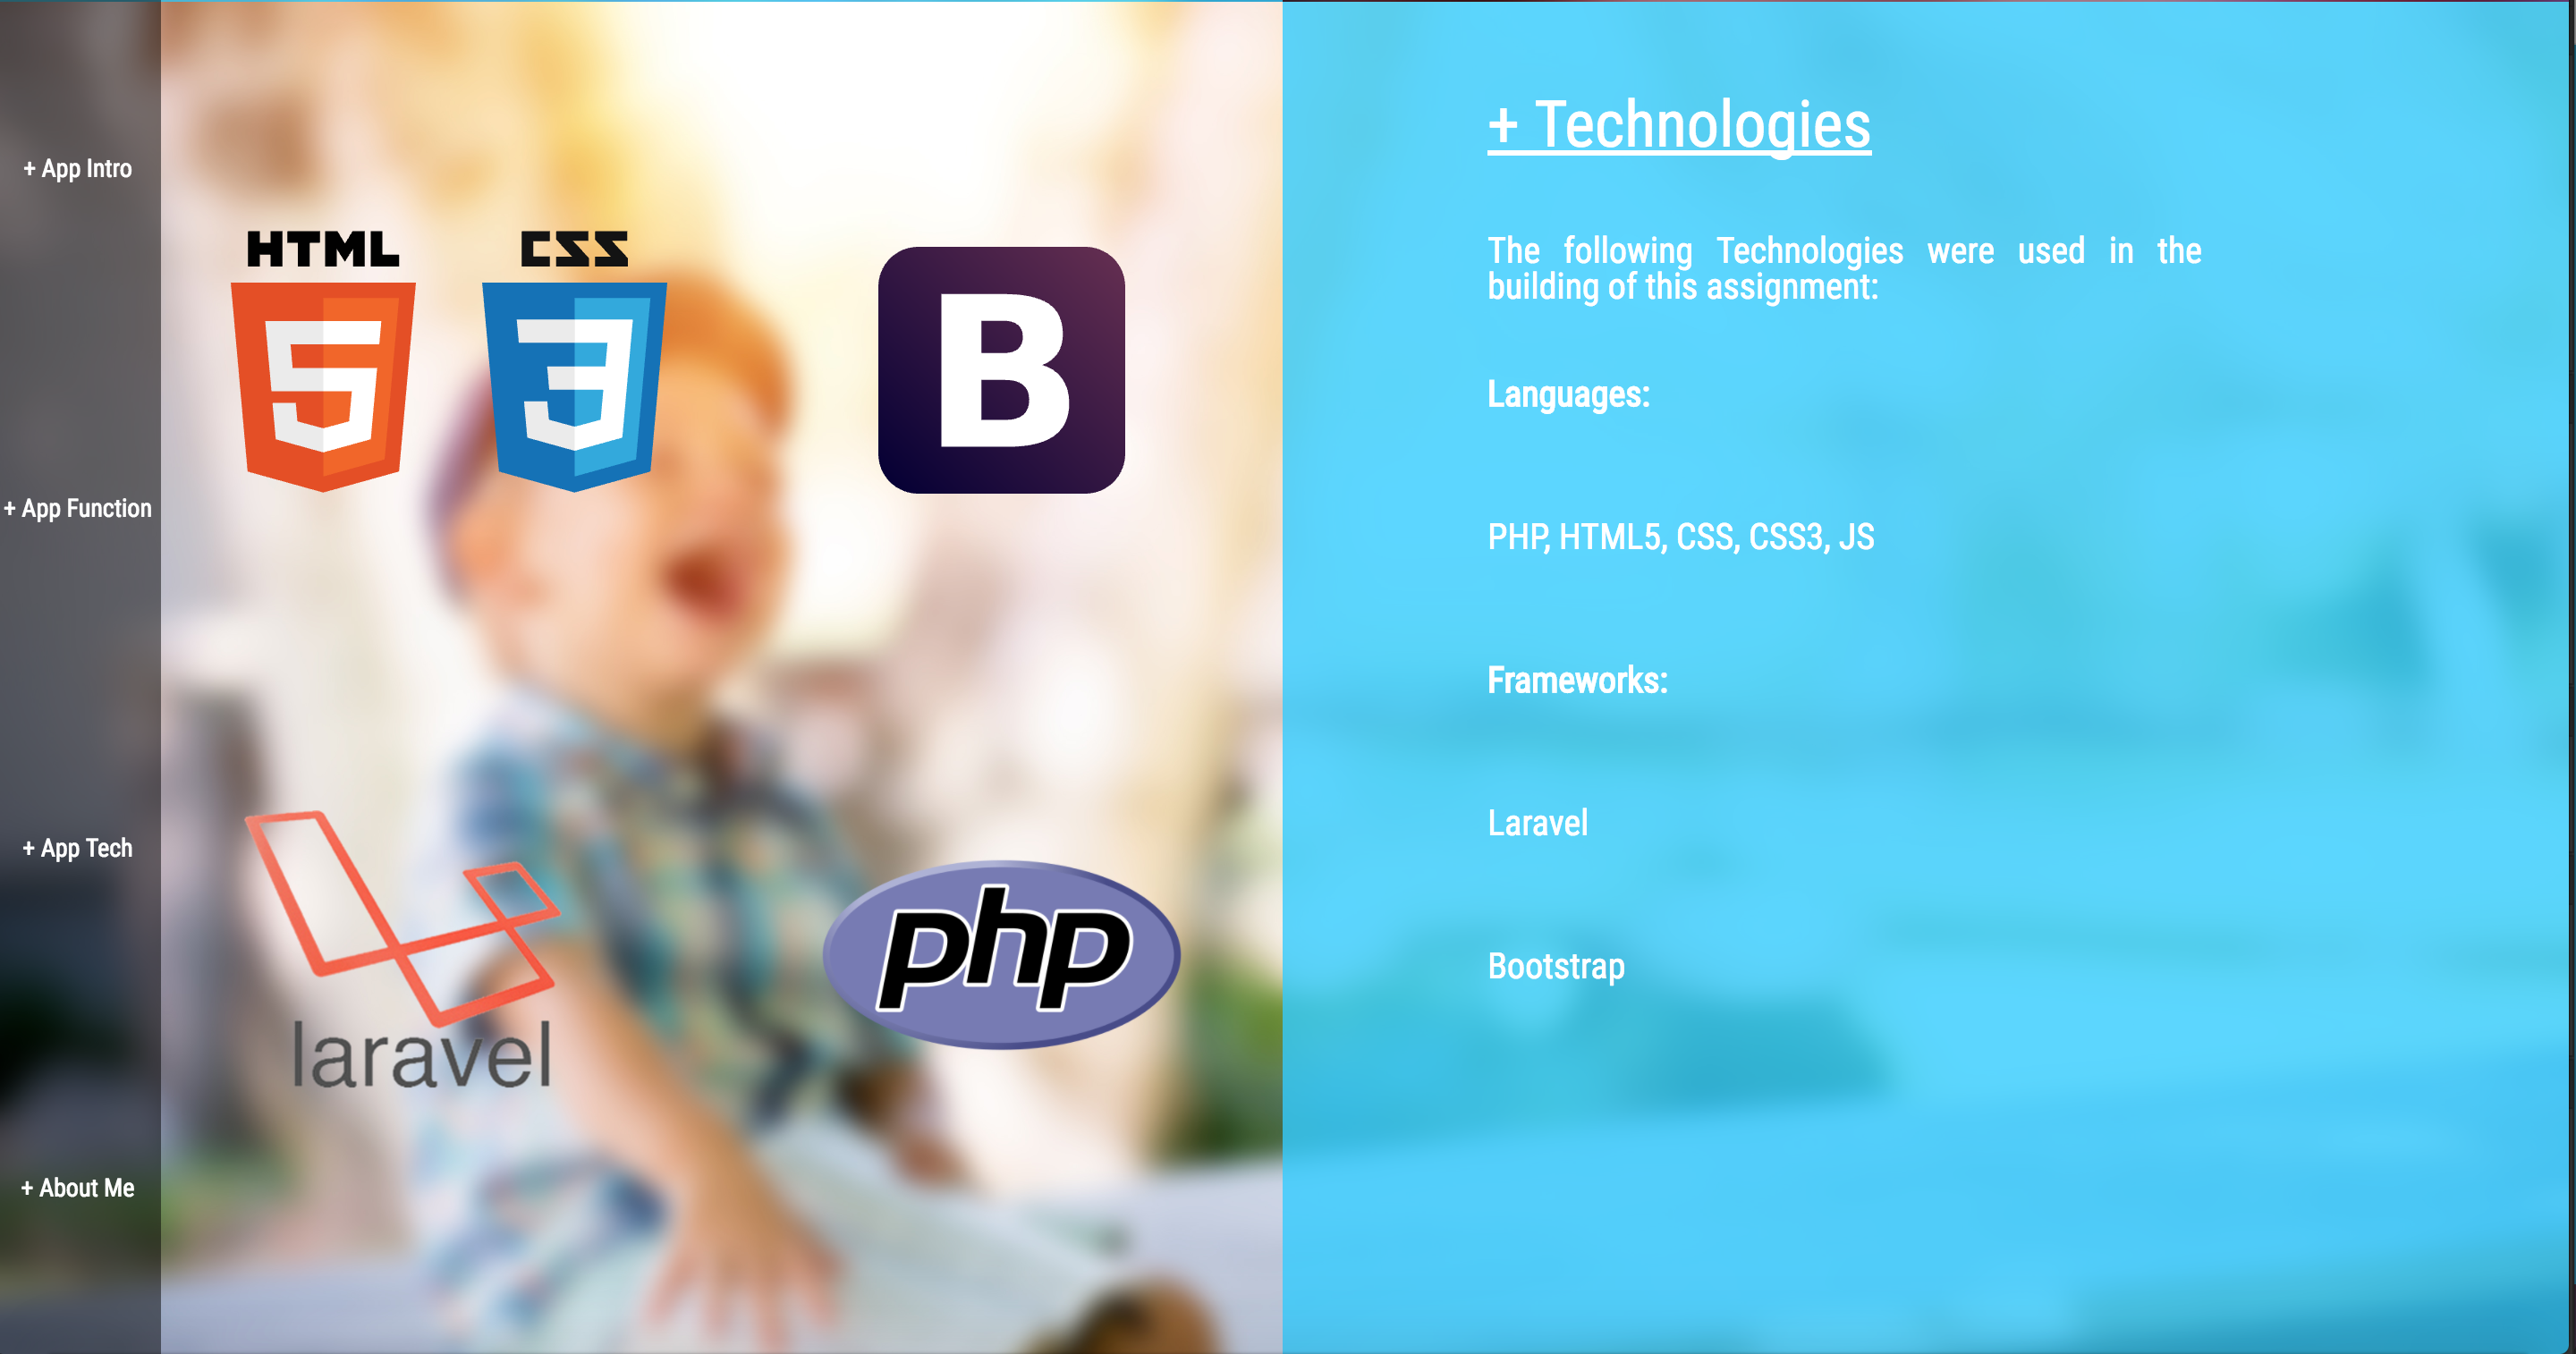 + App Intro
+ App Function
+ App Tech
+ About Me
HTML
5
CSS
3
B
laravel
php
+ Technologies
The following Technologies were used in the
building of this assignment:
Languages:
PHP, HTML5, CSS, CSS3, JS
Frameworks:
Laravel
Bootstrap